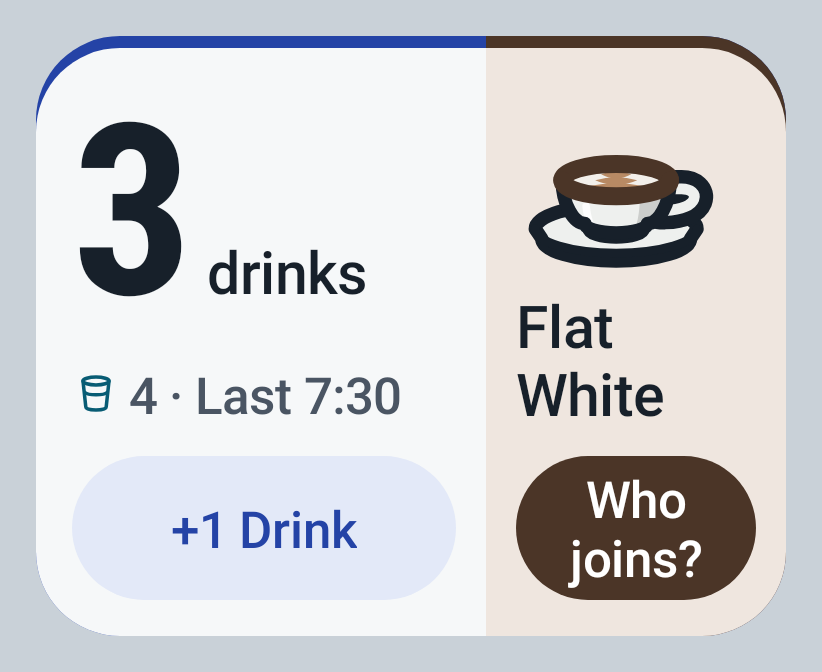 3 drinks
4 · Last 7:30
+1 Drink
Flat
White
Who
joins?